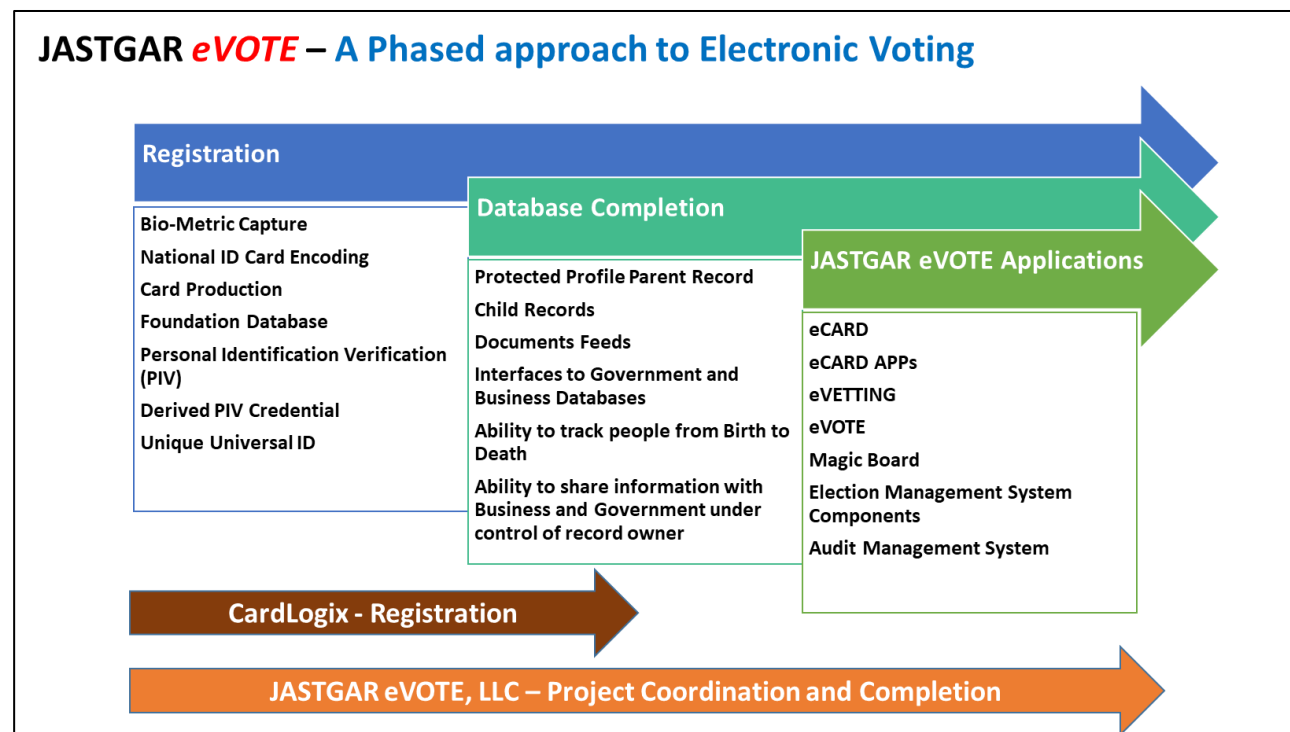 JASTGAR eVOTE – A Phased approach to Electronic Voting
Registration
Bio-Metric Capture
National ID Card Encoding
Card Production
Foundation Database
Personal Identification Verification
(PIV)
Derived PIV Credential
Unique Universal ID
Database Completion
Protected Profile Parent Record
Child Records
Documents Feeds
Interfaces to Government and
Business Databases
Ability to track people from Birth to
Death
Ability to share information with
Business and Government under
control of record owner
JASTGAR eVOTE Applications
eCARD
eCARD APPs
eVETTING
eVOTE
Magic Board
Election Management System
Components
Audit Management System
CardLogix - Registration
JASTGAR eVOTE, LLC – Project Coordination and Completion